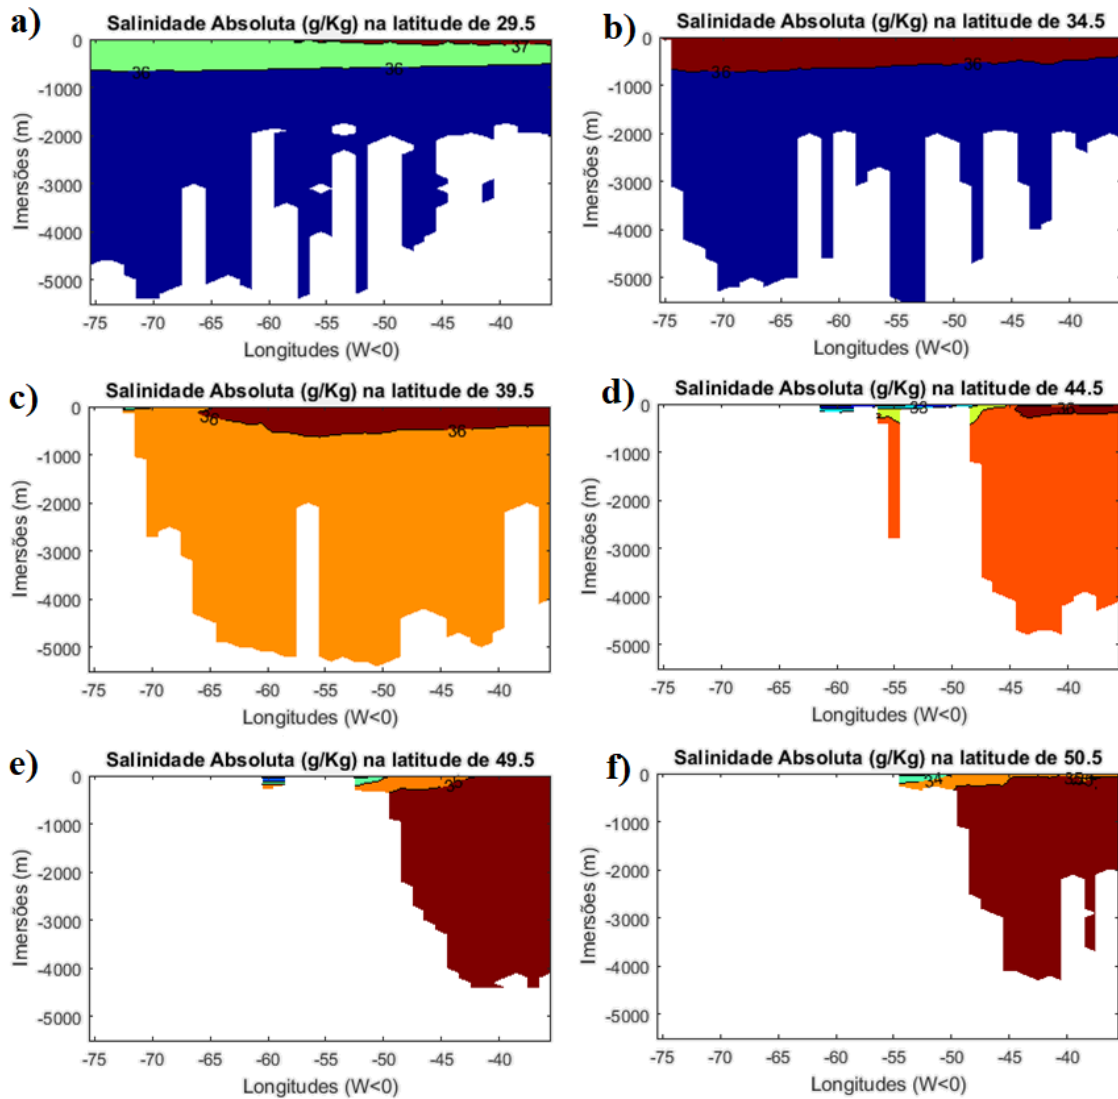 a)
Salinidade Absoluta (g/Kg) na latitude de 29.5
0
-1000
-2000
-3000
-4000
-5000
Imersões (m)
37
36
36
-75 -70 -65 -60 -55 -50 -45 -40
Longitudes (W<0)
b)
Salinidade Absoluta (g/Kg) na latitude de 34.5
0
-1000
-2000
-3000
-4000
-5000
Imersões (m)
36
36
-75 -70 -65 -60 -55 -50 -45 -40
Longitudes (W<0)
c)
Salinidade Absoluta (g/Kg) na latitude de 39.5
0
-1000
-2000
-3000
-4000
-5000
Imersões (m)
36
36
-75 -70 -65 -60 -55 -50 -45 -40
Longitudes (W<0)
d)
Salinidade Absoluta (g/Kg) na latitude de 44.5
0
-1000
-2000
-3000
-4000
-5000
Imersões (m)
36
-75 -70 -65 -60 -55 -50 -45 -40
Longitudes (W<0)
e)
Salinidade Absoluta (g/Kg) na latitude de 49.5
0
-1000
-2000
-3000
-4000
-5000
Imersões (m)
35
-75 -70 -65 -60 -55 -50 -45 -40
Longitudes (W<0)
f)
Salinidade Absoluta (g/Kg) na latitude de 50.5
0
-1000
-2000
-3000
-4000
-5000
Imersões (m)
34
-75 -70 -65 -60 -55 -50 -45 -40
Longitudes (W<0)